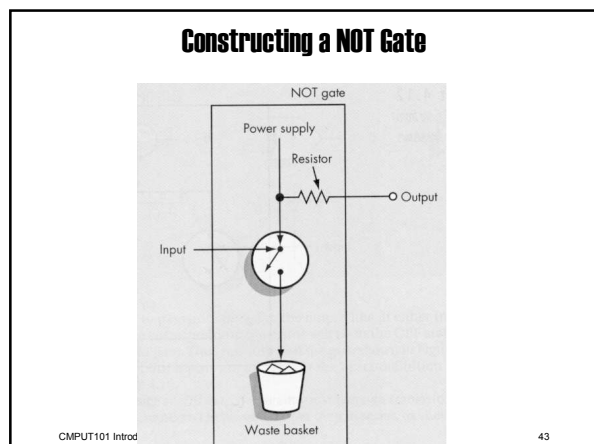 Constructing a NOT Gate
NOT gate
Power supply
Resistor
Output
Input
Waste basket
CMPUT101 Introd
43